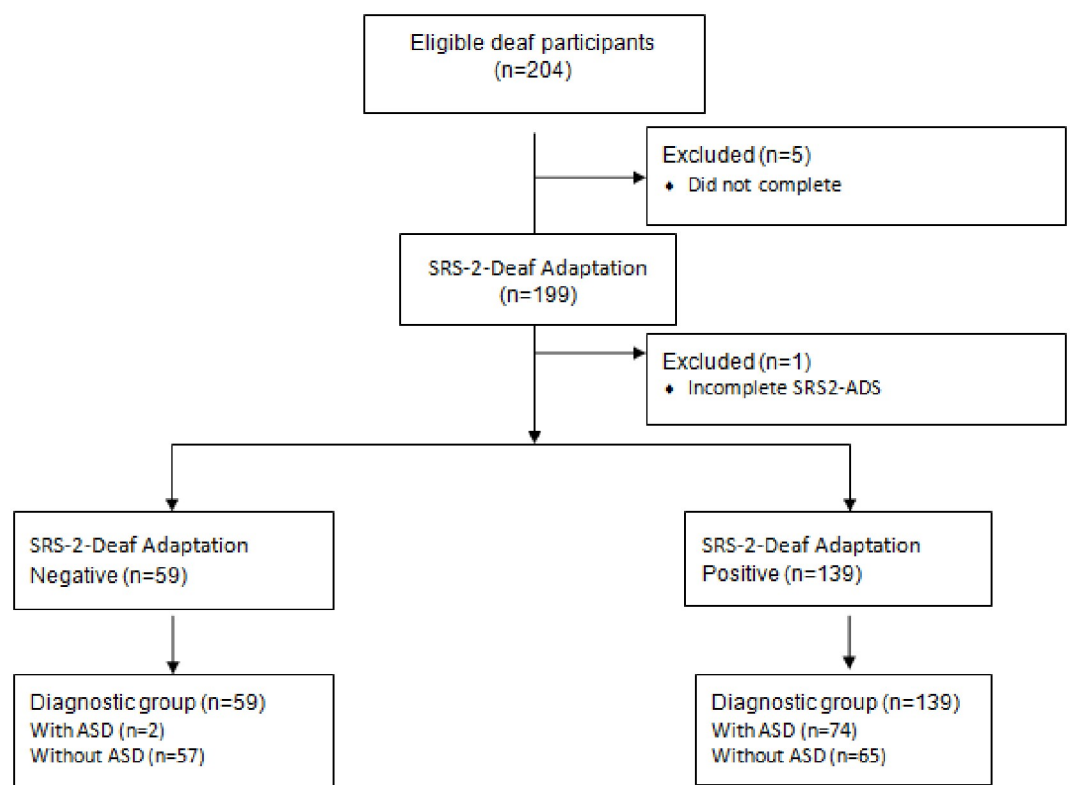 Eligible deaf participants
(n=204)
Excluded (n=5)
♦ Did not complete
SRS-2-Deaf Adaptation
(n=199)
Excluded (n=1)
♦ Incomplete SRS2-ADS
SRS-2-Deaf Adaptation
Negative (n=59)
SRS-2-Deaf Adaptation
Positive (n=139)
Diagnostic group (n=59)
With ASD (n=2)
Without ASD (n=57)
Diagnostic group (n=139)
With ASD (n=74)
Without ASD (n=65)